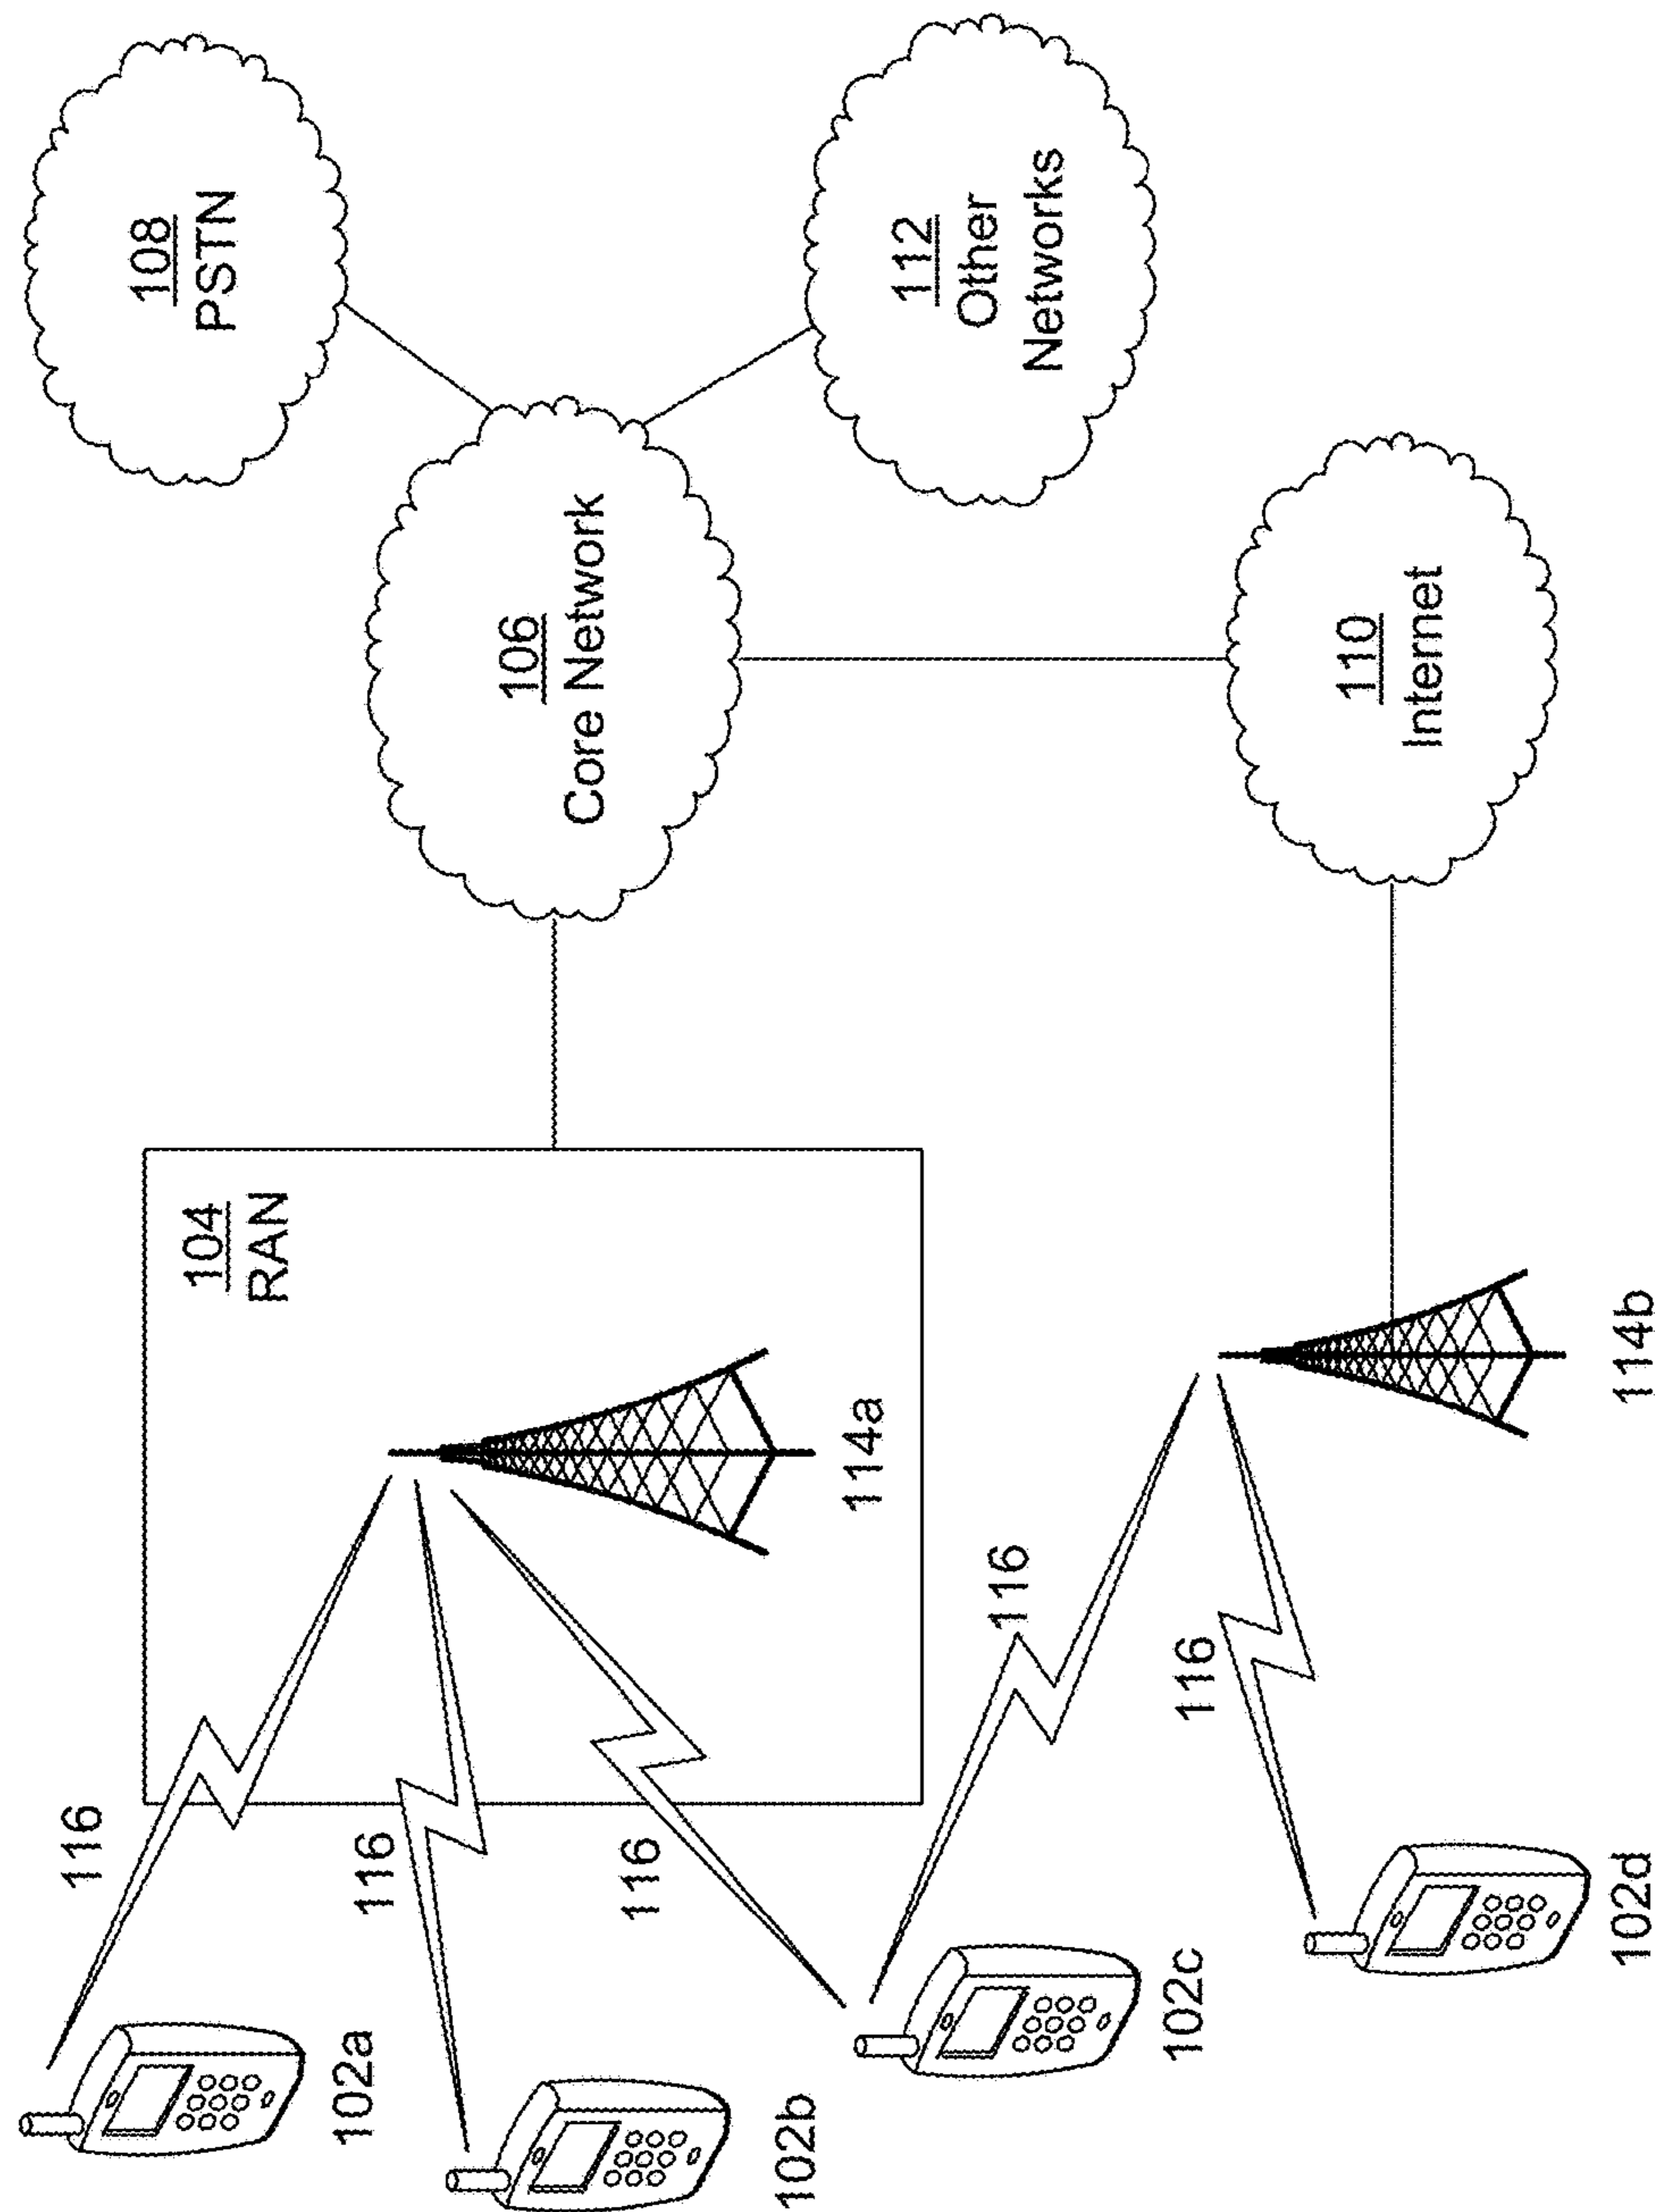 116
102a
116
102b
116
102c
116
116
102d
104
RAN
114a
114b
106
Core Network
108
PSTN
112
Other
Networks
110
Internet